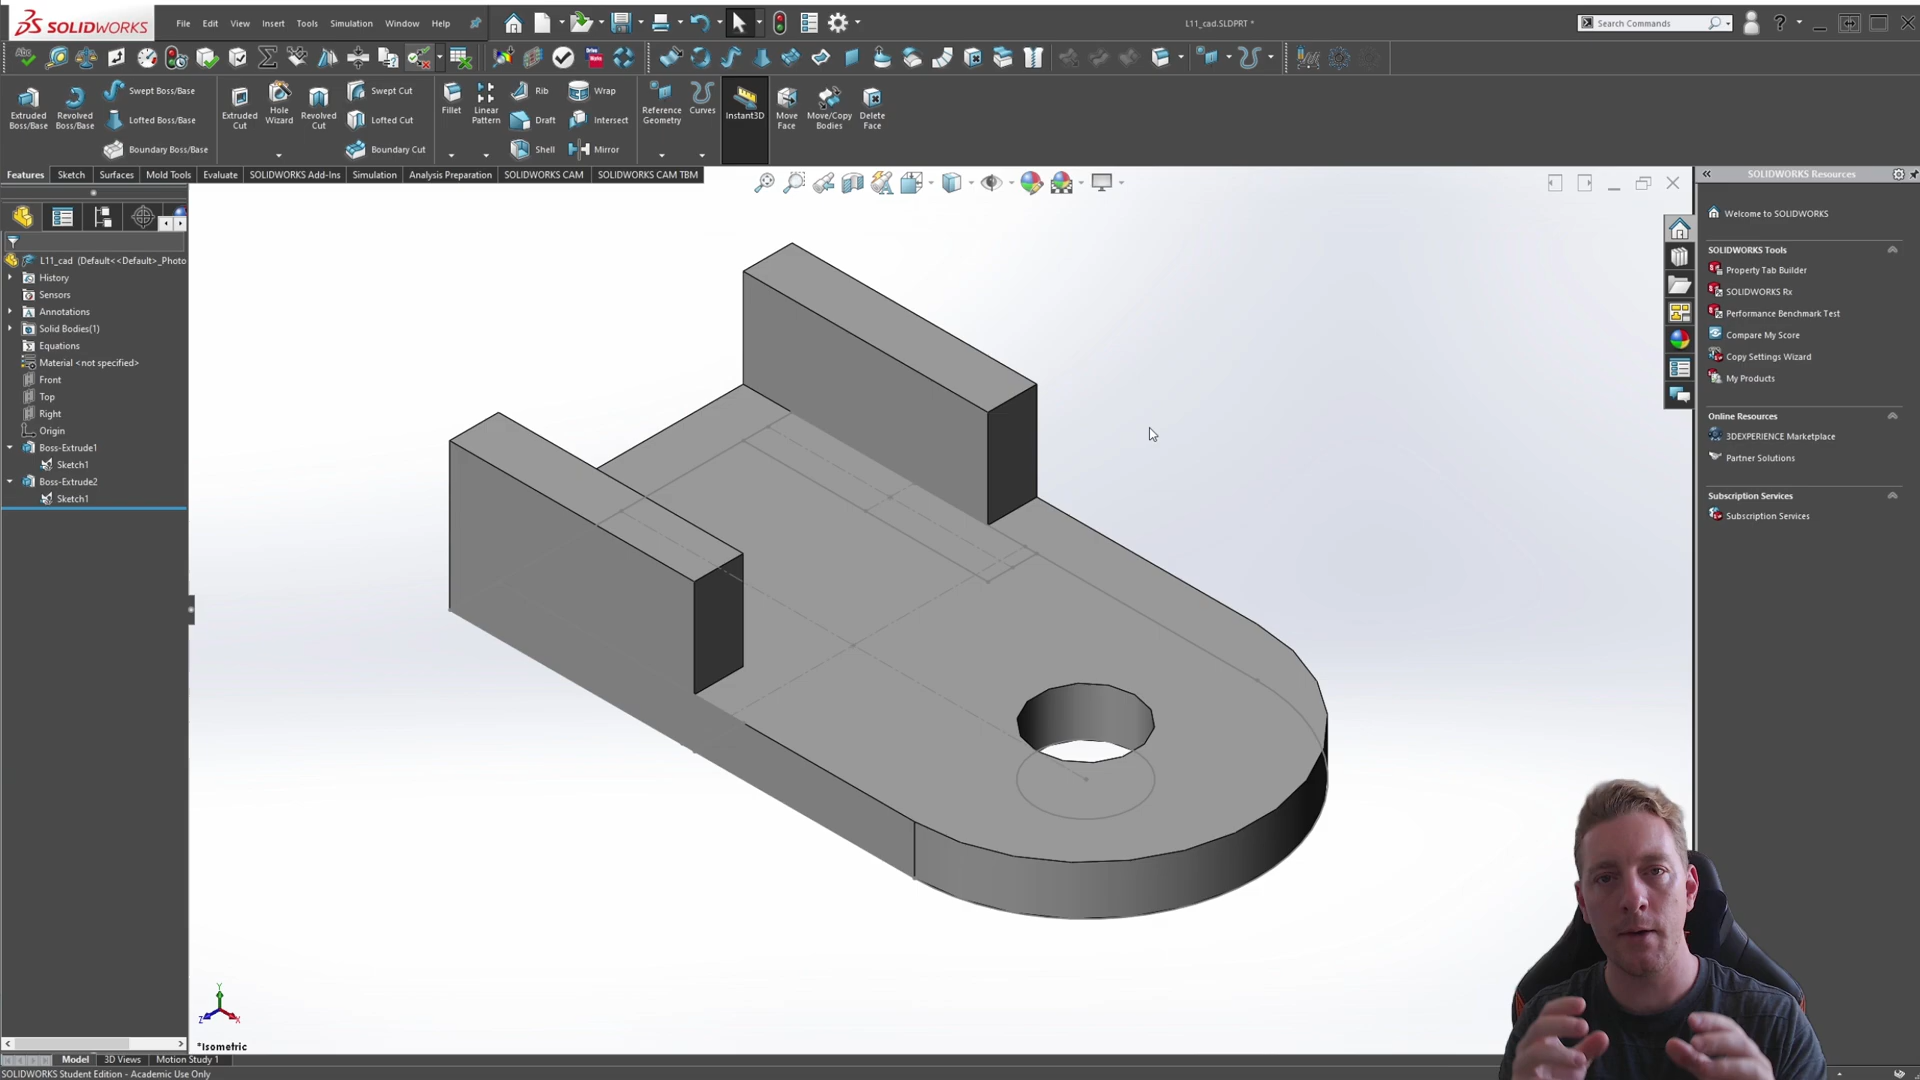 SOLIDWORKS
File Edit View Insert Tools Simulation Window Help
L11_cad.SLDPRT *
Search Commands
?
Extruded Boss/Base
Revolved Boss/Base
Swept Boss/Base
Lofted Boss/Base
Boundary Boss/Base
Extruded Cut
Hole Wizard
Revolved Cut
Swept Cut
Lofted Cut
Boundary Cut
Fillet
Linear Pattern
Rib
Draft
Shell
Wrap
Intersect
Mirror
Reference Geometry
Curves
Instant3D
Move Face
Move/Copy Bodies
Delete Face
Features Sketch Surfaces Mold Tools Evaluate SOLIDWORKS Add-Ins Simulation Analysis Preparation SOLIDWORKS CAM SOLIDWORKS CAM TBM
L11_cad (Default<<Default>_Photo
History
Sensors
Annotations
Solid Bodies(1)
Equations
Material <not specified>
Front
Top
Right
Origin
Boss-Extrude1
Sketch1
Boss-Extrude2
Sketch1
SOLIDWORKS Resources
Welcome to SOLIDWORKS
SOLIDWORKS Tools
Property Tab Builder
SOLIDWORKS Rx
Performance Benchmark Test
Compare My Score
Copy Settings Wizard
My Products
Online Resources
3DEXPERIENCE Marketplace
Partner Solutions
Subscription Services
Subscription Services
Y
Z
X
*Isometric
Model 3D Views Motion Study 1
SOLIDWORKS Student Edition - Academic Use Only